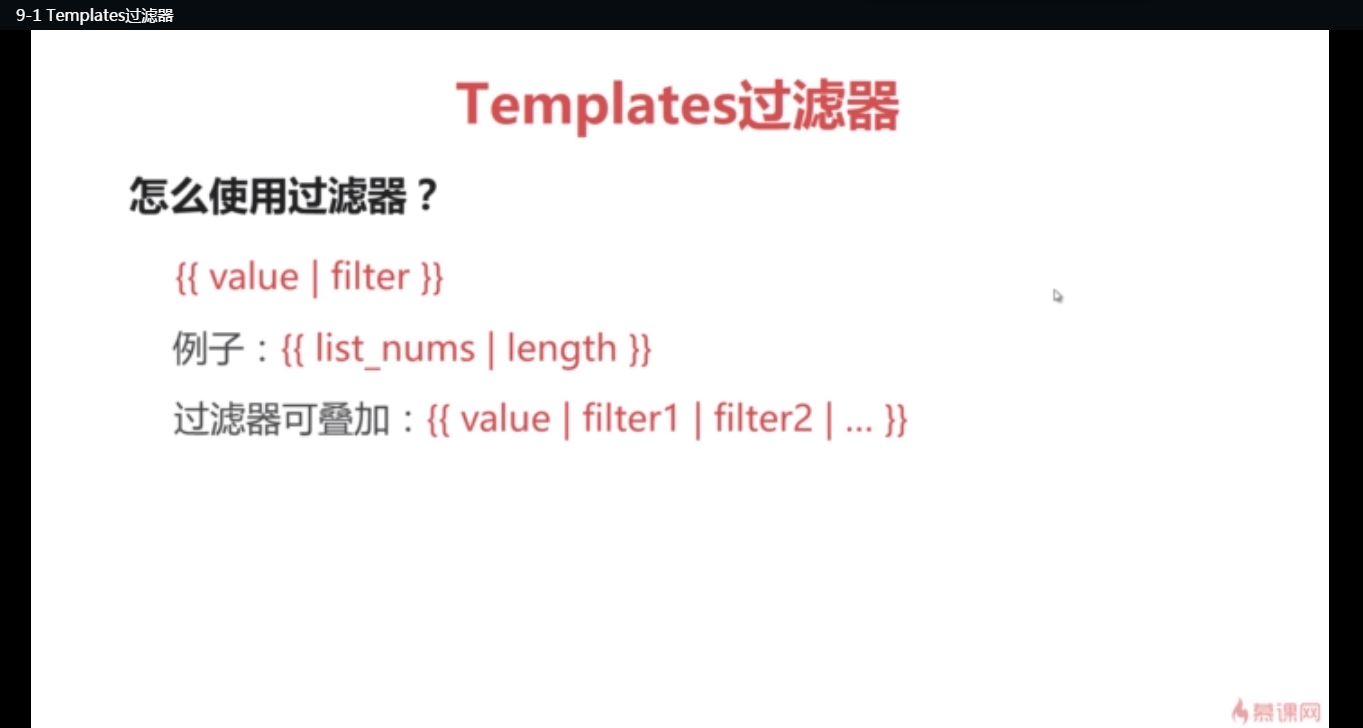 9-1 Templates过滤器
Templates过滤器
怎么使用过滤器？
{{ value | filter }}
例子：{{ list_nums | length }}
过滤器可叠加：{{ value | filter1 | filter2 | ... }}
慕课网